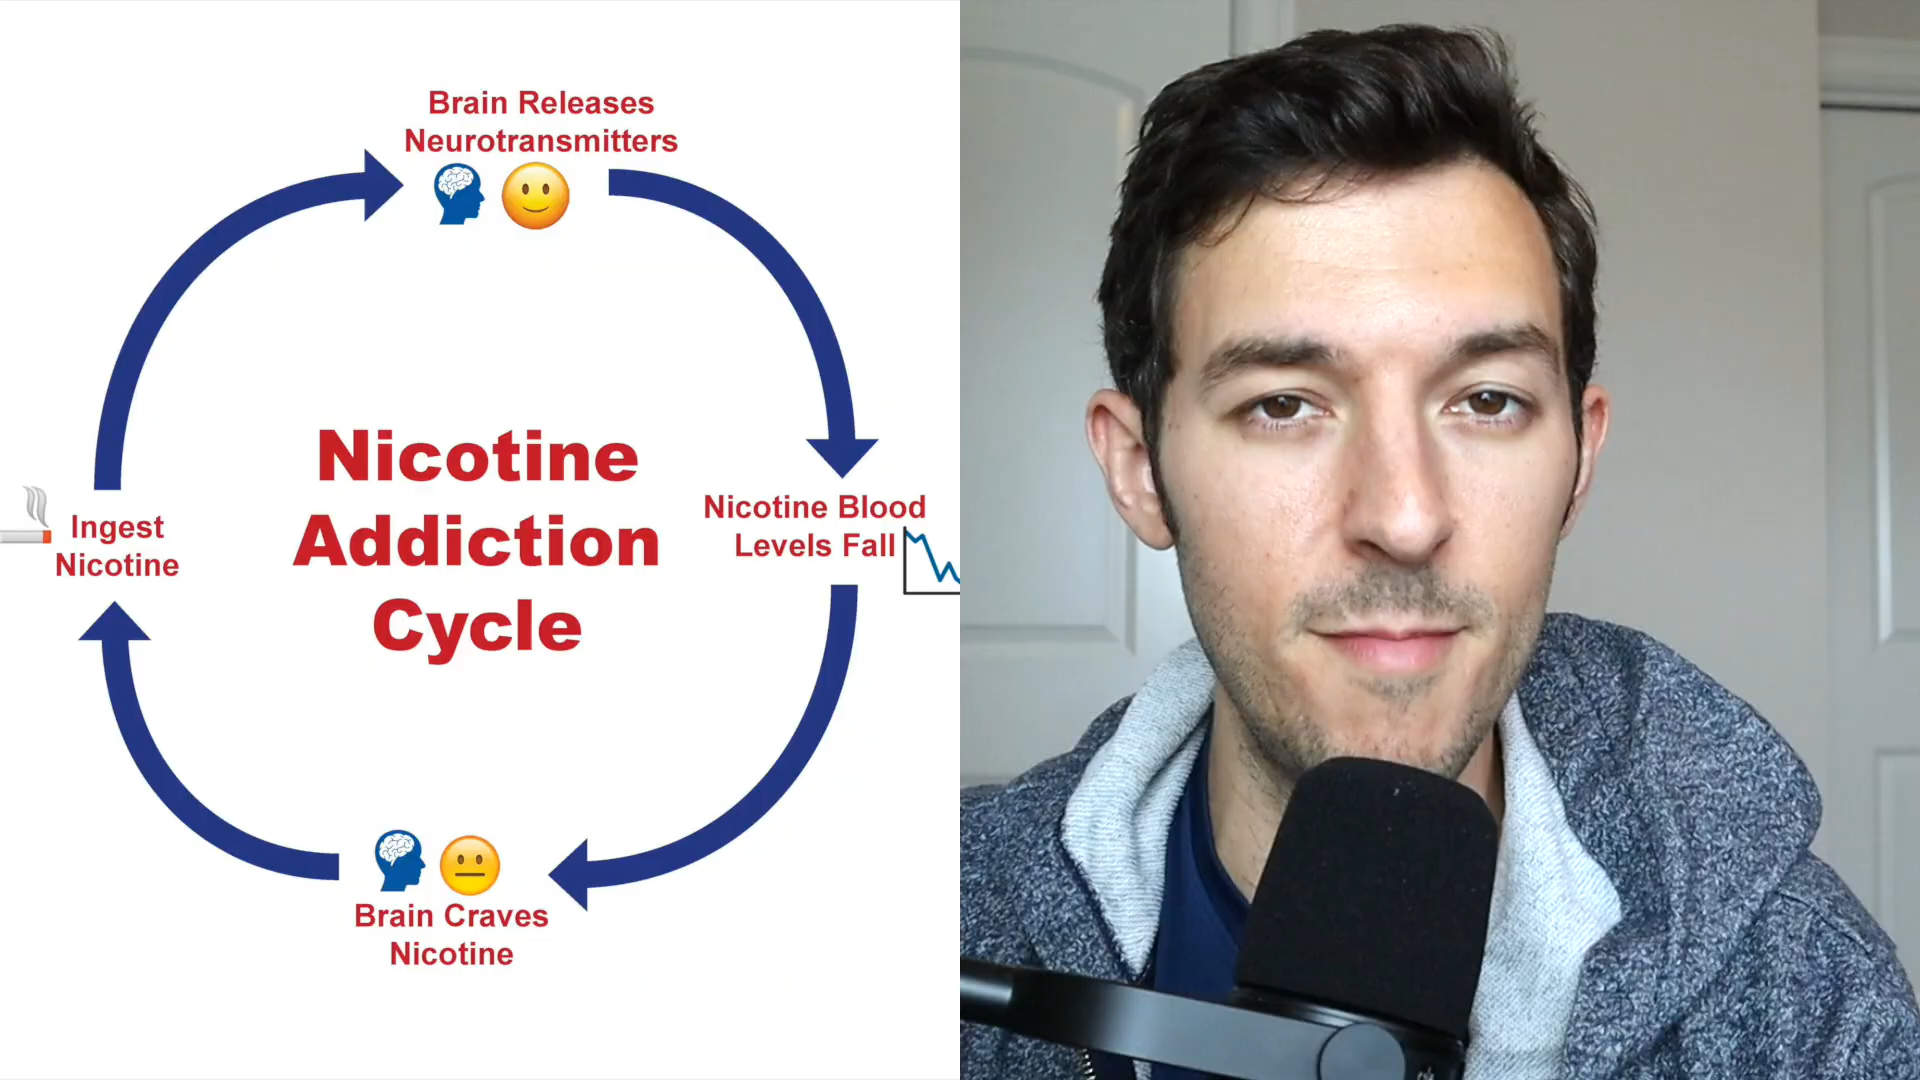 Brain Releases
Neurotransmitters
Nicotine
Addiction
Cycle
Nicotine Blood
Levels Fall
Ingest
Nicotine
Brain Craves
Nicotine